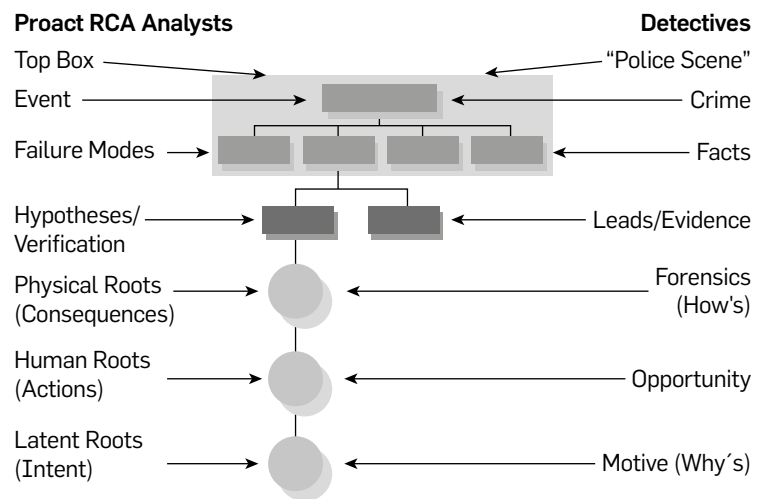 Proact RCA Analysts Detectives
Top Box “Police Scene”
Event Crime
Failure Modes Facts
Hypotheses/ Leads/Evidence
Verification
Physical Roots Forensics
(Consequences) (How's)
Human Roots Opportunity
(Actions)
Latent Roots Motive (Why´s)
(Intent)